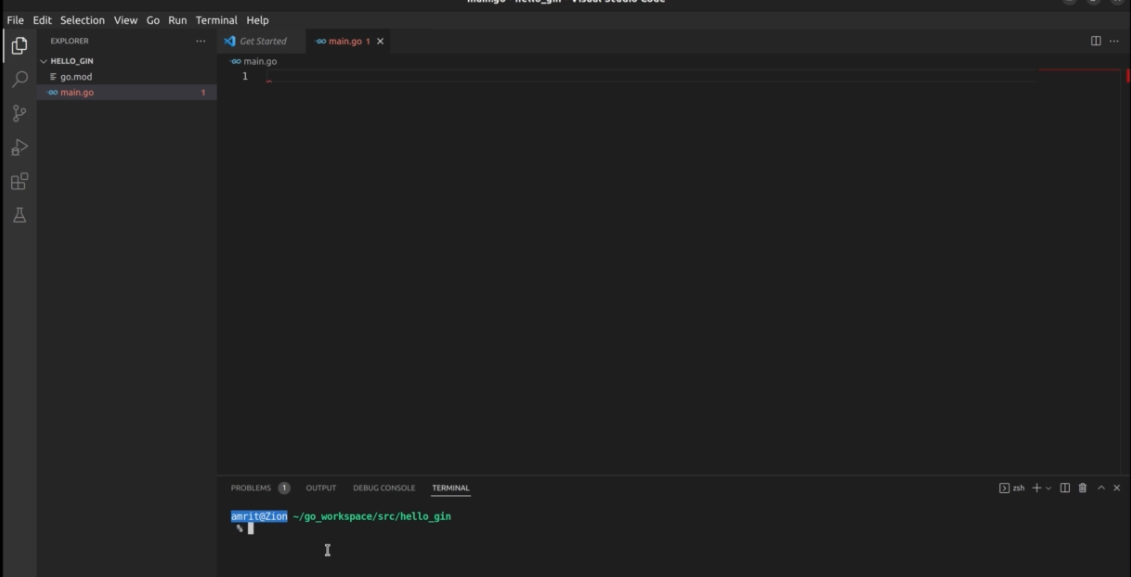 main.go - hello_gin - Visual Studio Code
File Edit Selection View Go Run Terminal Help
EXPLORER
Get Started
main.go 1
HELLO_GIN
go.mod
main.go 1
main.go
1
PROBLEMS 1 OUTPUT DEBUG CONSOLE TERMINAL
zsh
amrit@Zion ~/go_workspace/src/hello_gin
%